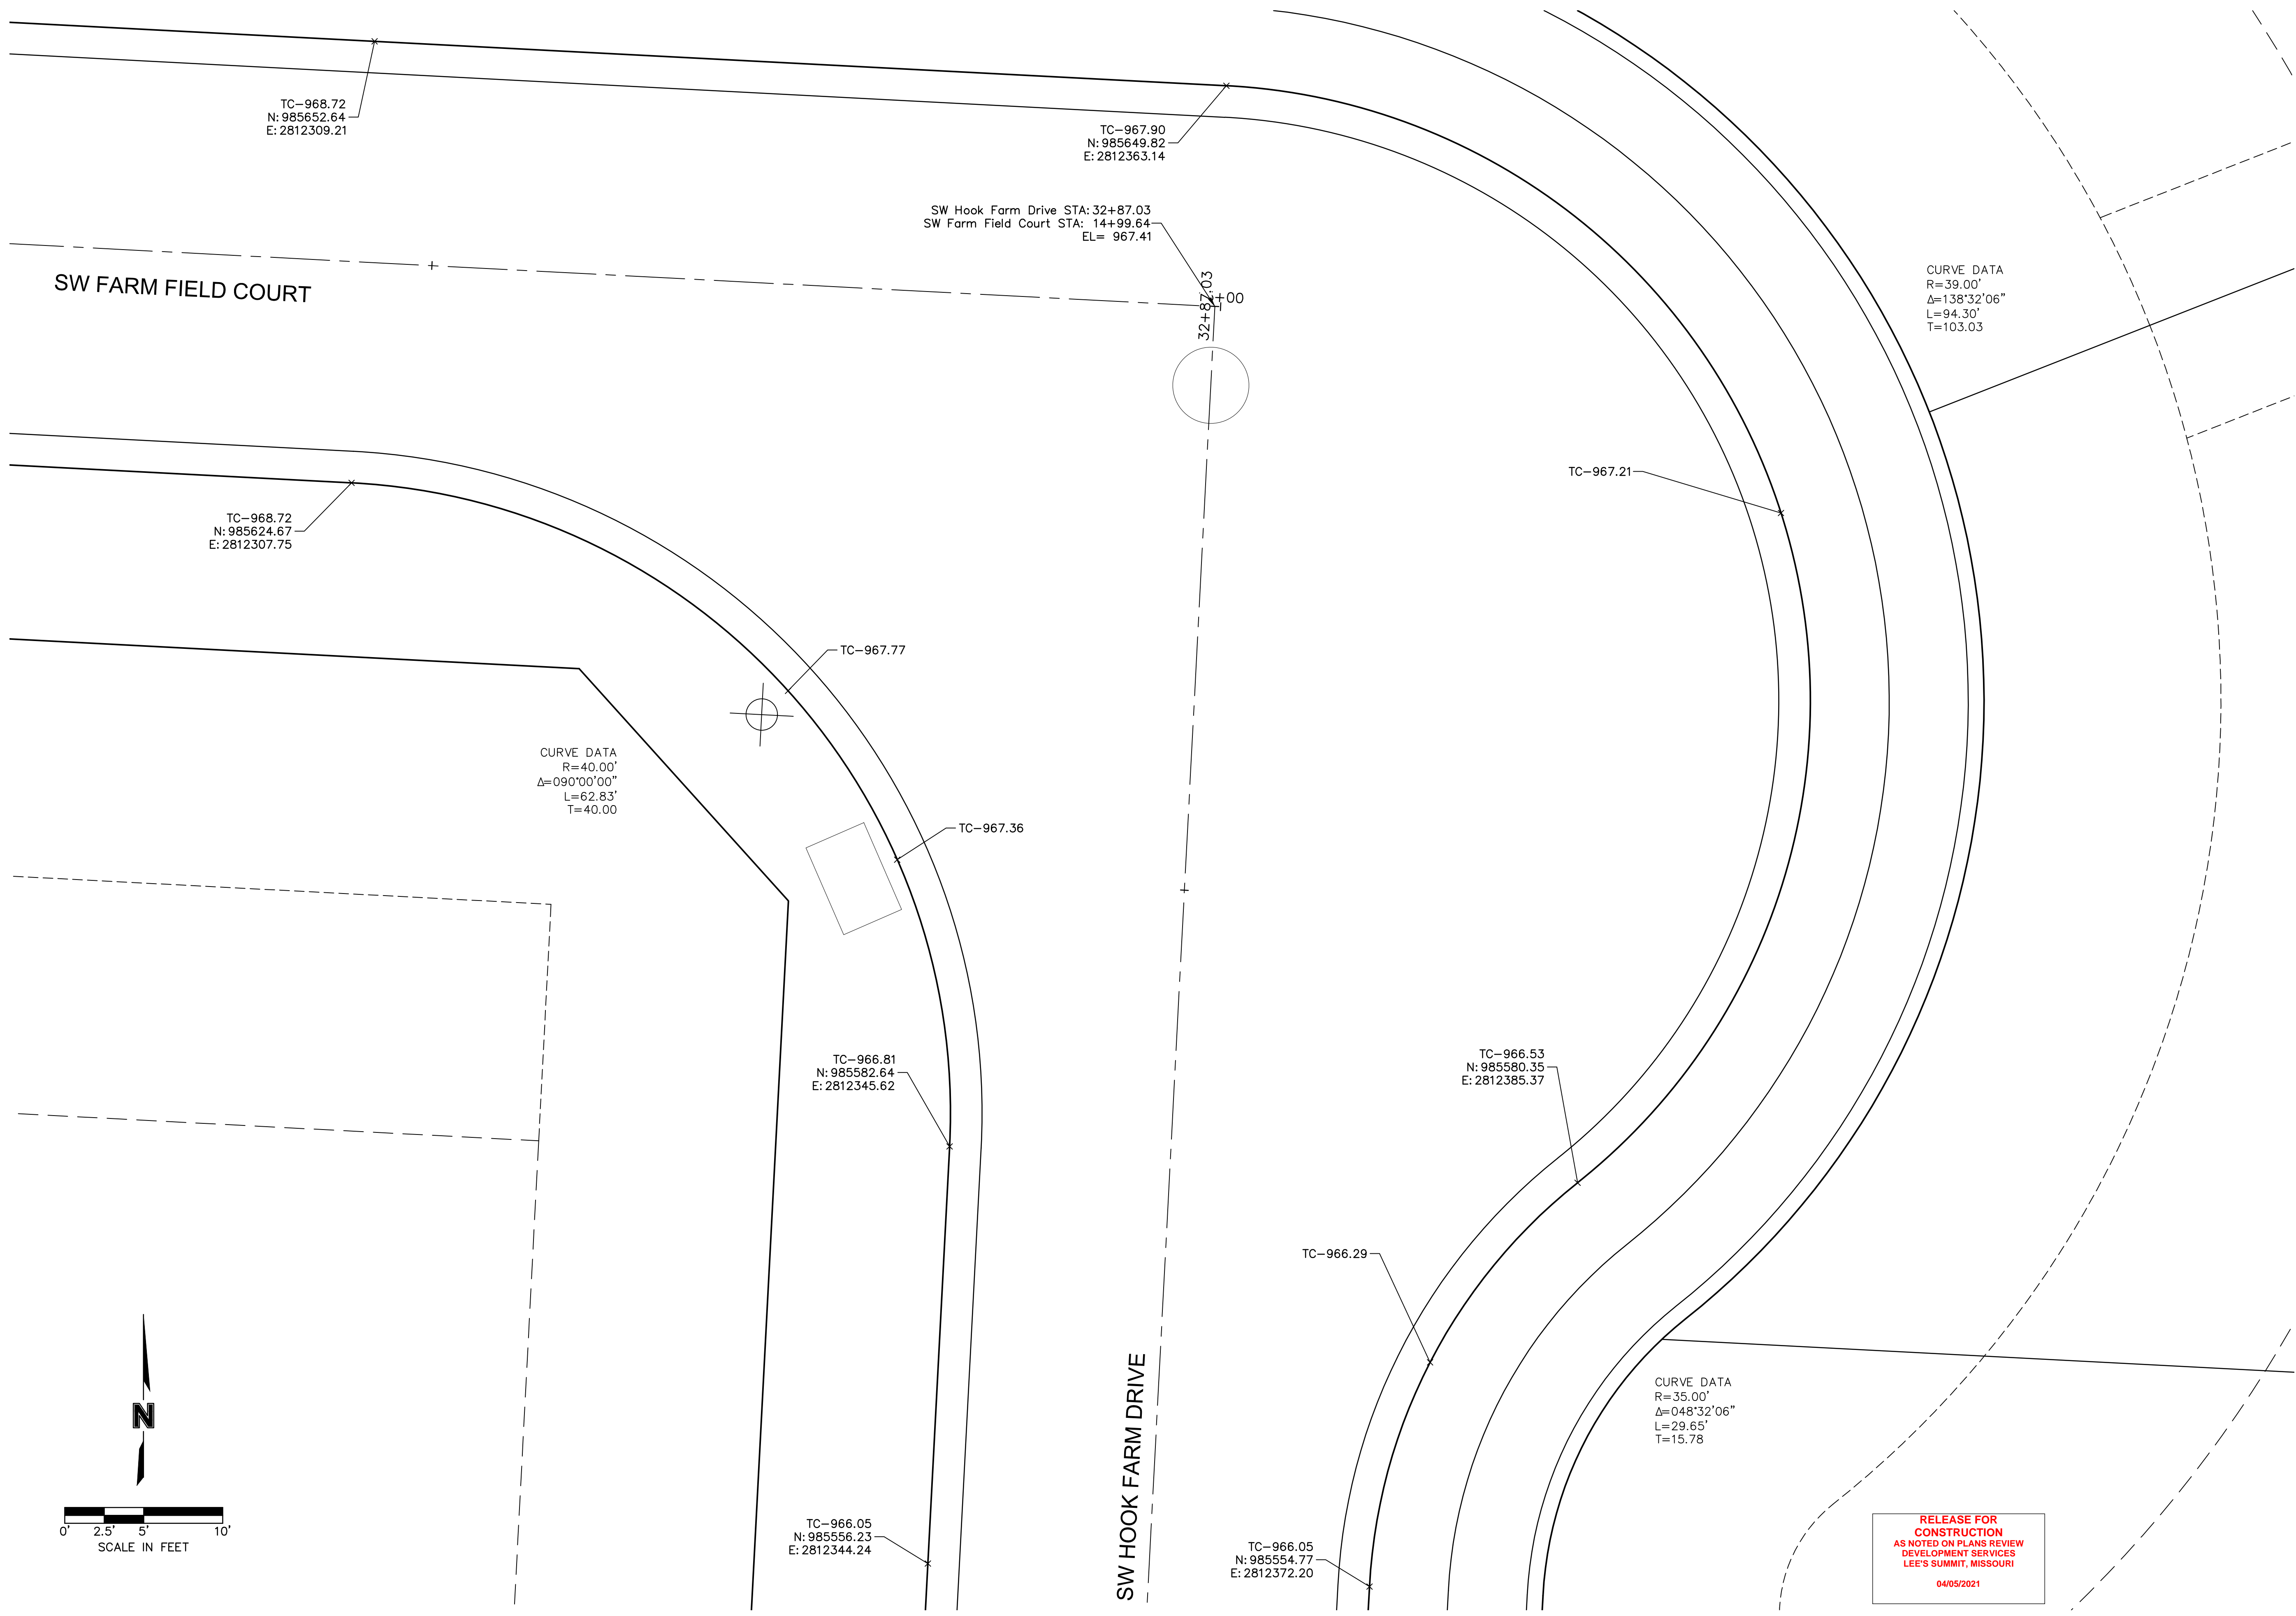 TC-968.72
N: 985652.64
E: 2812309.21
TC-967.90
N: 985649.82
E: 2812363.14
SW Hook Farm Drive STA: 32+87.03
SW Farm Field Court STA: 14+99.64
EL= 967.41
SW FARM FIELD COURT
32+87.03
+00
CURVE DATA
R=39.00'
Δ=138°32'06"
L=94.30'
T=103.03
TC-967.21
TC-968.72
N: 985624.67
E: 2812307.75
TC-967.77
CURVE DATA
R=40.00'
Δ=090°00'00"
L=62.83'
T=40.00
TC-967.36
TC-966.81
N: 985582.64
E: 2812345.62
TC-966.53
N: 985580.35
E: 2812385.37
TC-966.29
SW HOOK FARM DRIVE
CURVE DATA
R=35.00'
Δ=048°32'06"
L=29.65'
T=15.78
N
0' 2.5' 5' 10'
SCALE IN FEET
TC-966.05
N: 985556.23
E: 2812344.24
TC-966.05
N: 985554.77
E: 2812372.20
RELEASE FOR
CONSTRUCTION
AS NOTED ON PLANS REVIEW
DEVELOPMENT SERVICES
LEE'S SUMMIT, MISSOURI
04/05/2021